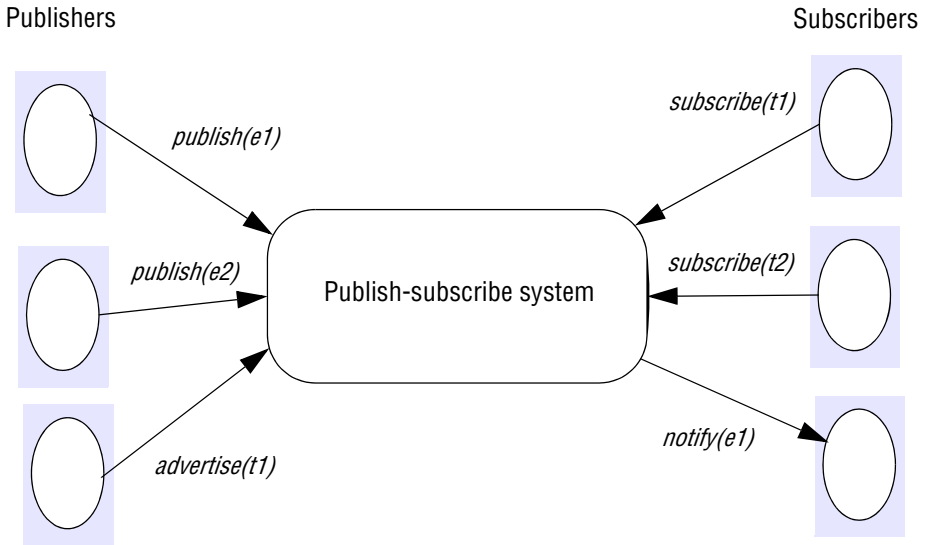 Publishers
Subscribers
publish(e1)
subscribe(t1)
publish(e2)
subscribe(t2)
Publish-subscribe system
advertise(t1)
notify(e1)